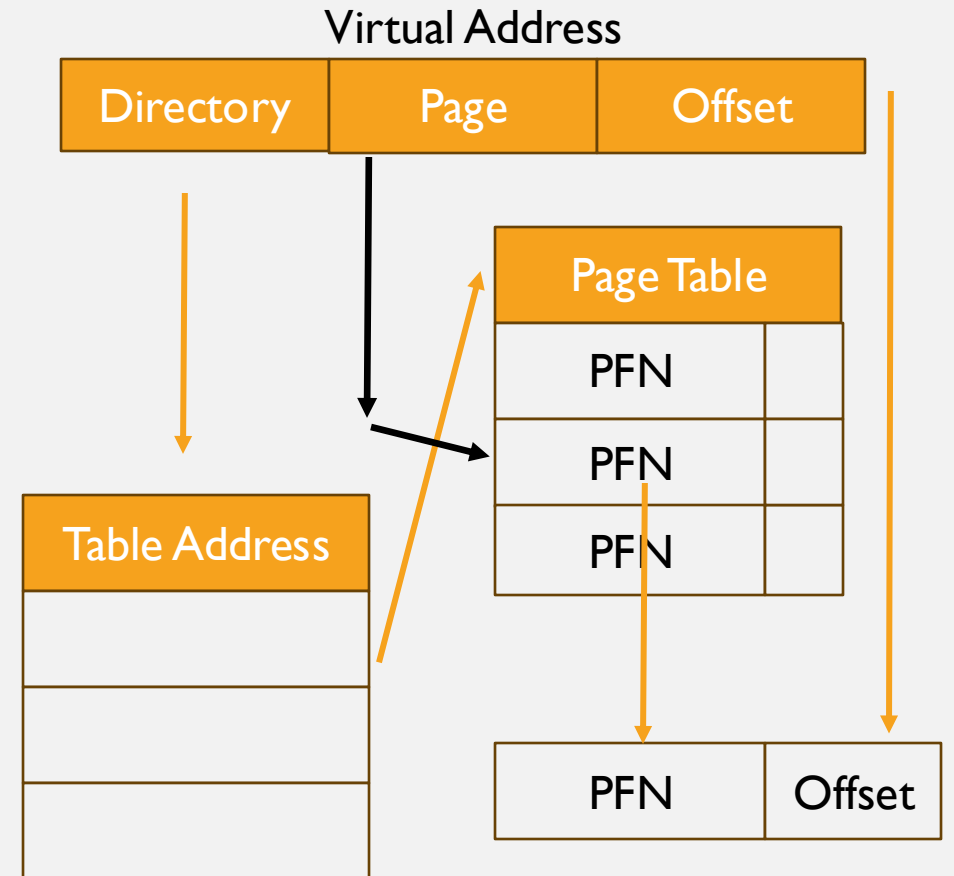 Virtual Address
Directory Page Offset
Page Table
PFN
PFN
PFN
Table Address
PFN Offset